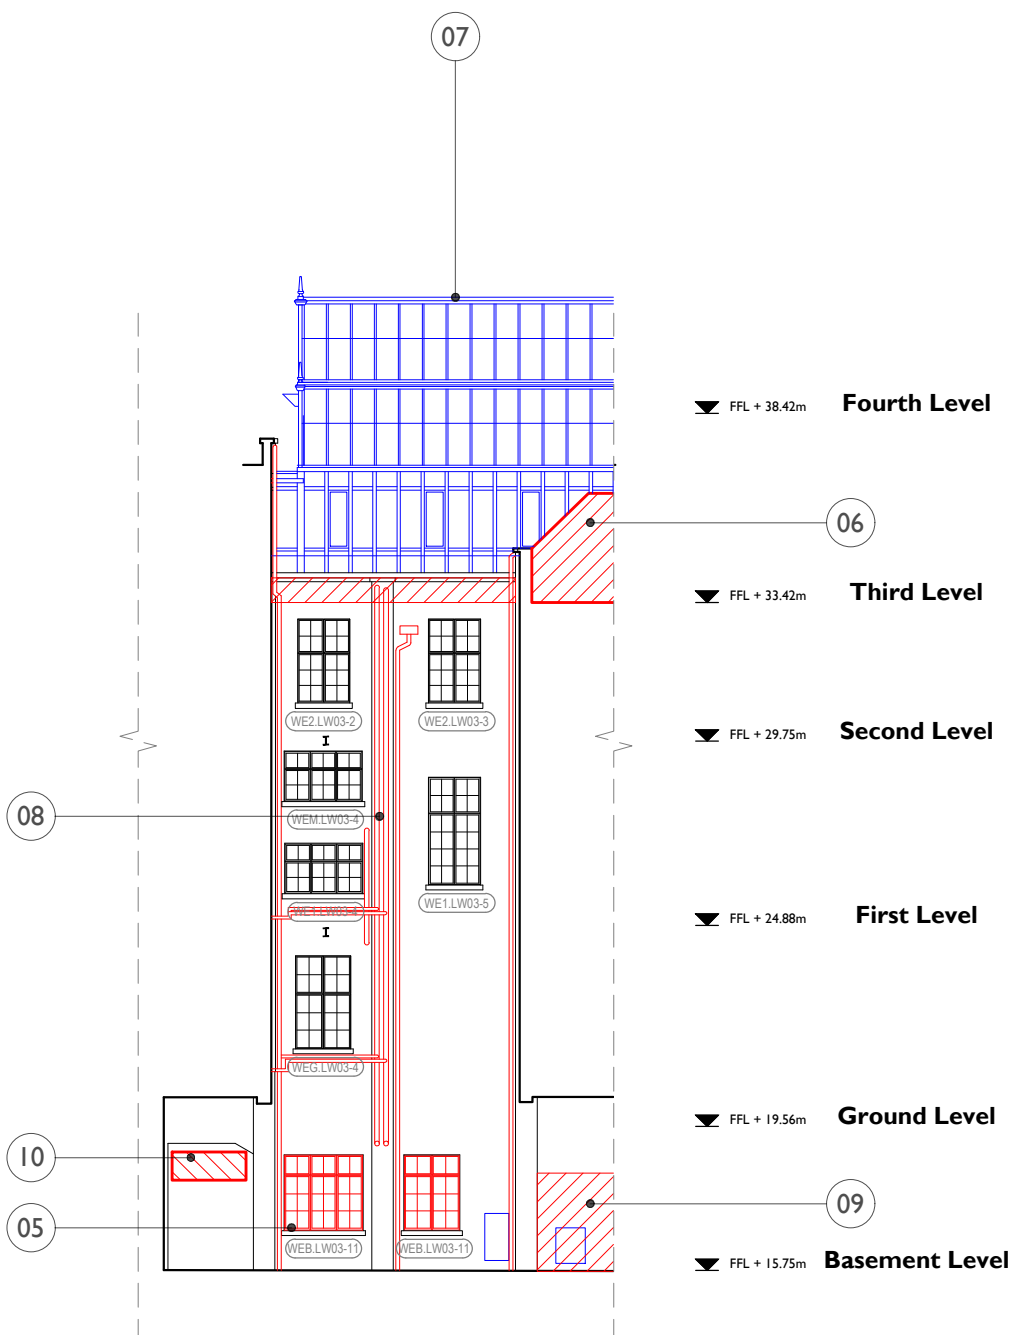 07
FFL + 38.42m Fourth Level
06
FFL + 33.42m Third Level
WE2.LW03-2 WE2.LW03-3
FFL + 29.75m Second Level
08
WEM.LW03-4
WE1.LW03-5
WE1.LW03-4
FFL + 24.88m First Level
WEG.LW03-4
FFL + 19.56m Ground Level
10
09
05
WEB.LW03-11 WEB.LW03-11
FFL + 15.75m Basement Level